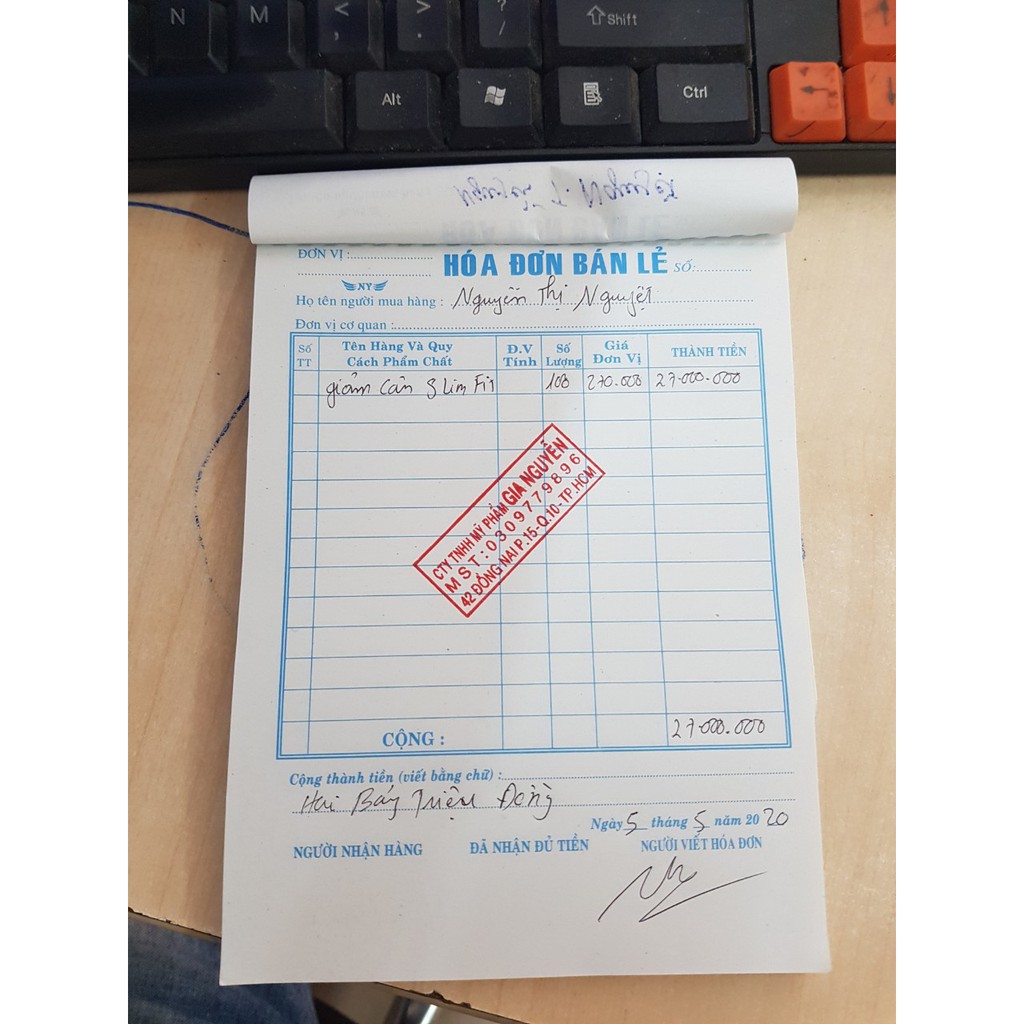 N M < , > . ? / Shift
Alt Ctrl
ĐƠN VỊ :
HÓA ĐƠN BÁN LẺ SỐ:
NY
Họ tên người mua hàng : Nguyễn Thị Nguyệt
Đơn vị cơ quan :
Số TT Tên Hàng Và Quy Cách Phẩm Chất Đ.V Tính Số Lượng Giá Đơn Vị THÀNH TIỀN
giảm cân Slim Fit 100 270.000 27.000.000
CTY TNHH MỸ PHẨM GIA NGUYỄN
MST:0309779896
42 ĐỒNG NAI P.15-Q.10-TP.HCM
CỘNG : 27.000.000
Cộng thành tiền (viết bằng chữ) :
Hai Bảy Triệu Đồng
Ngày 5 tháng 5 năm 2020
NGƯỜI NHẬN HÀNG ĐÃ NHẬN ĐỦ TIỀN NGƯỜI VIẾT HÓA ĐƠN